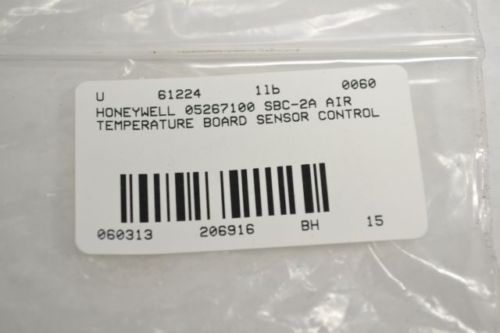 U 61224 1lb 0060
HONEYWELL 05267100 SBC-2A AIR
TEMPERATURE BOARD SENSOR CONTROL
060313 206916 BH 15